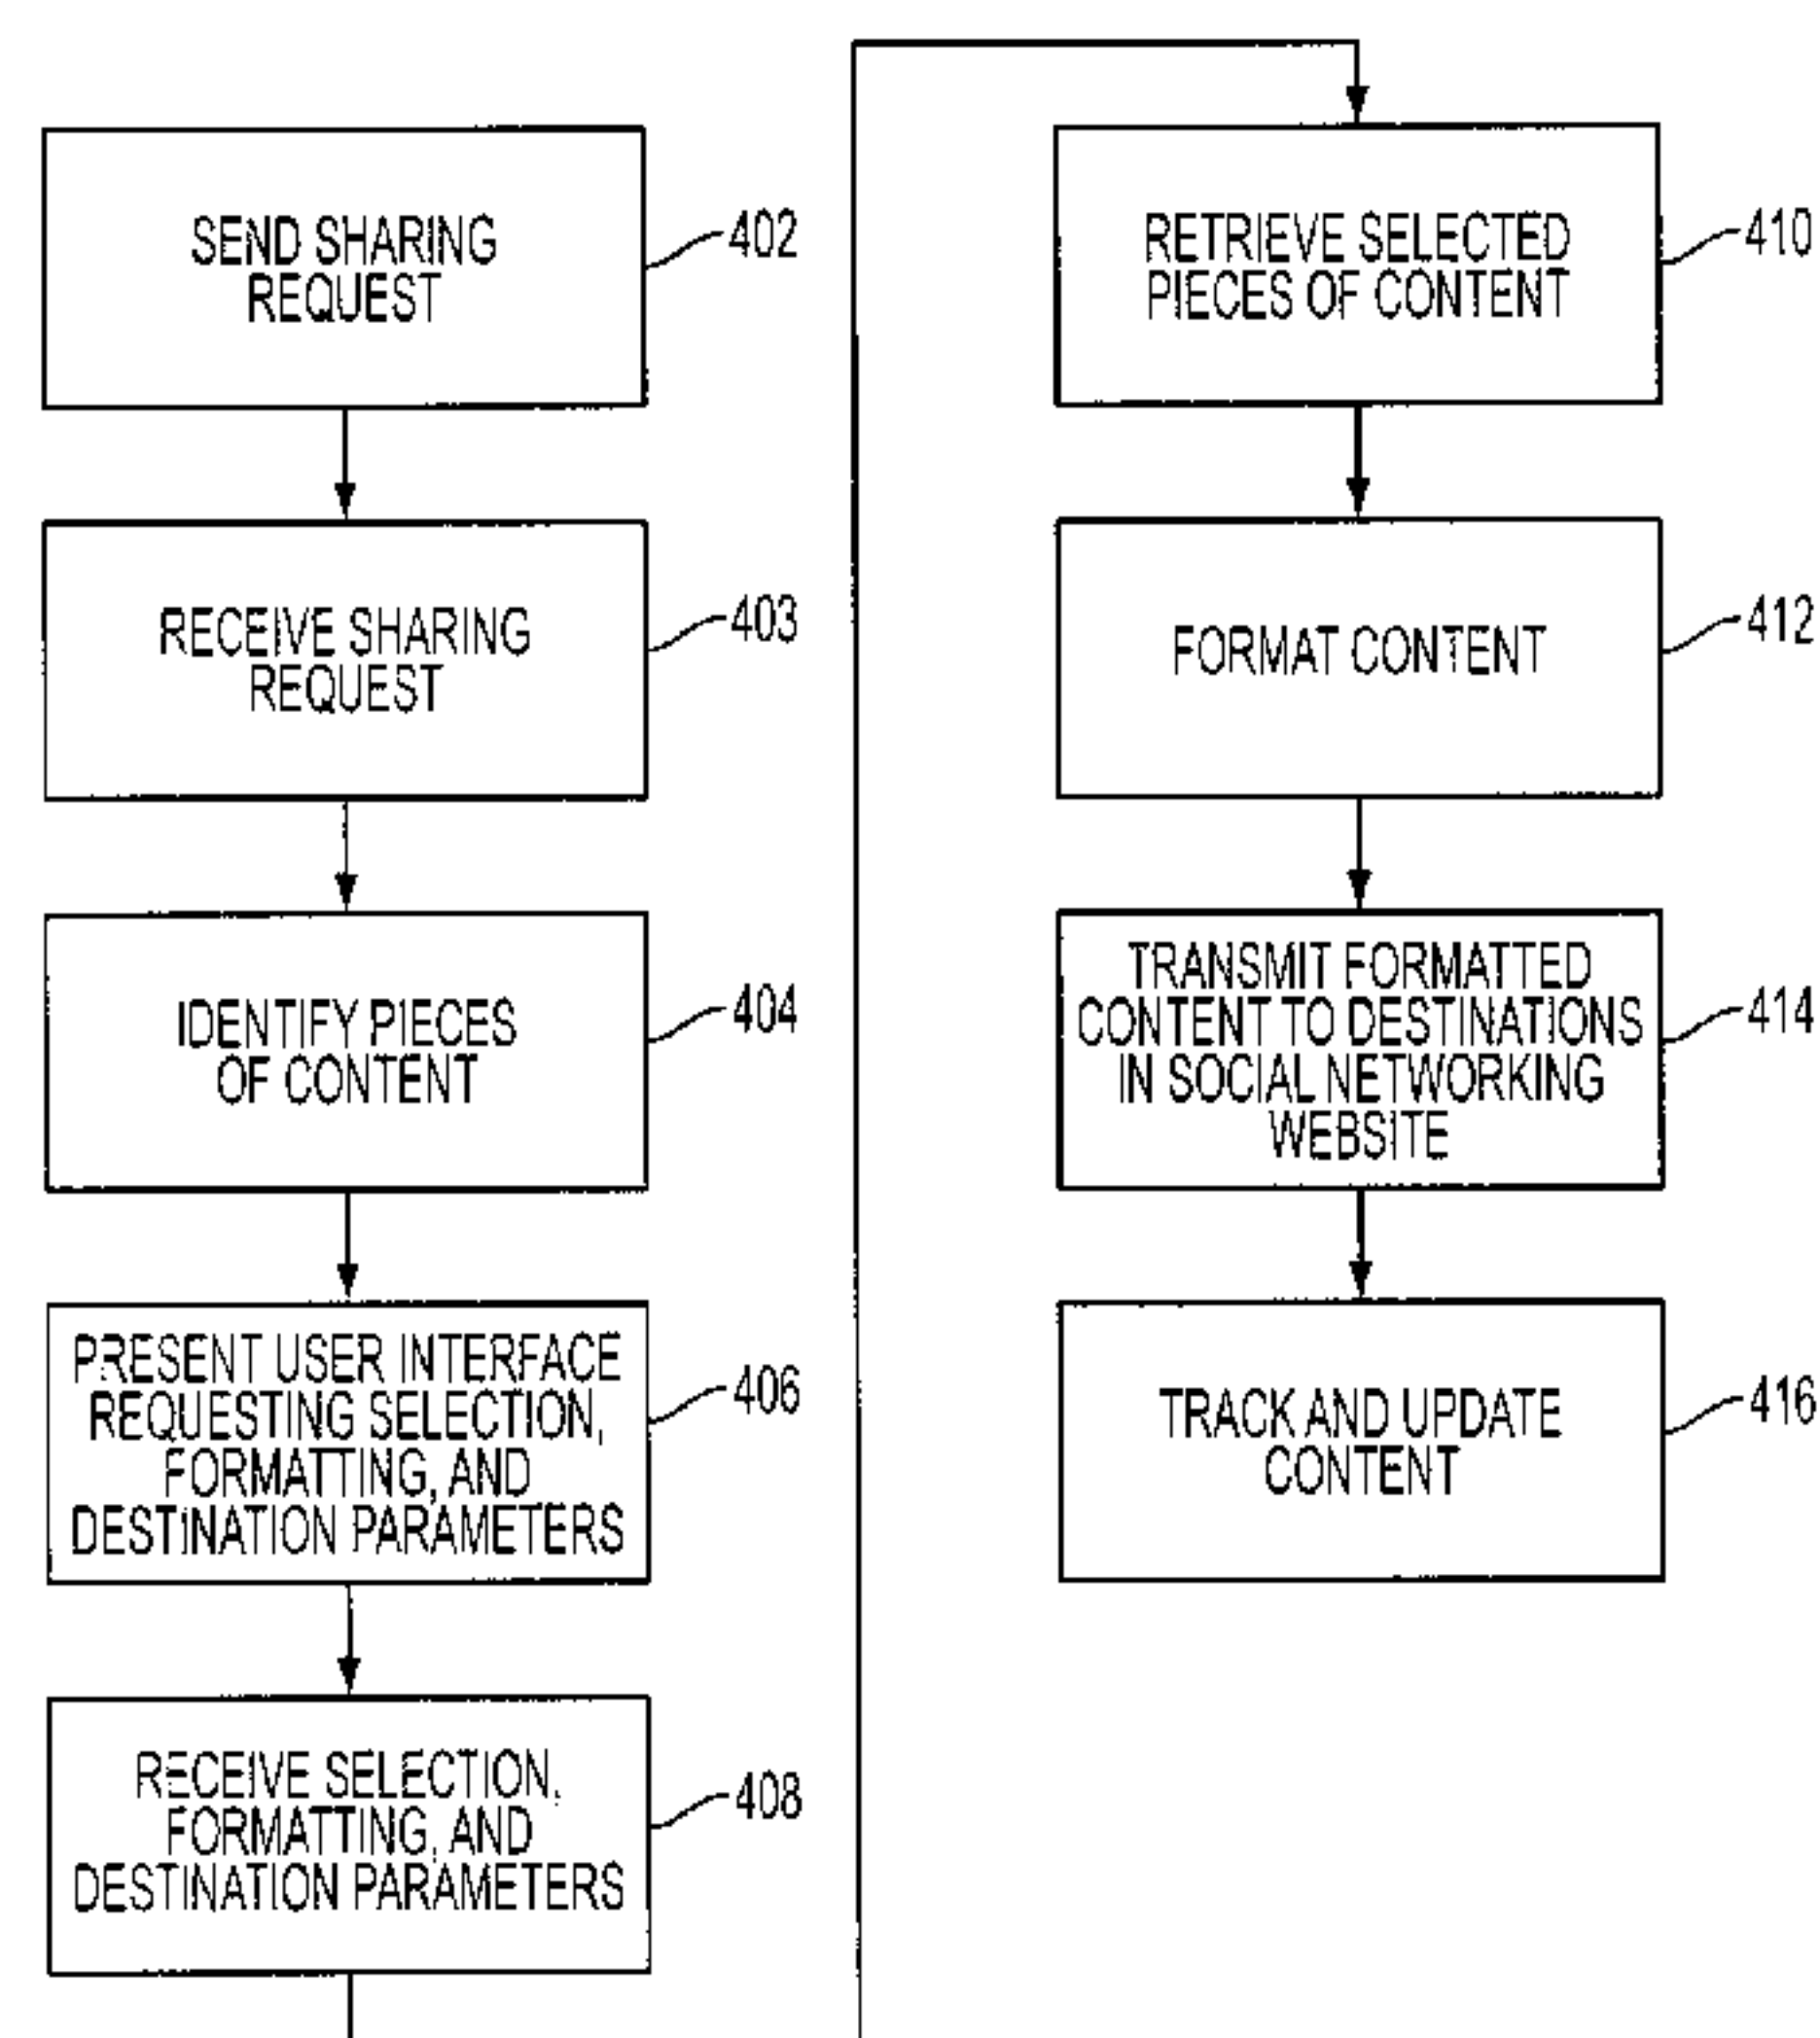 SEND SHARING
REQUEST
402
RECEIVE SHARING
REQUEST
403
IDENTIFY PIECES
OF CONTENT
404
PRESENT USER INTERFACE
REQUESTING SELECTION,
FORMATTING, AND
DESTINATION PARAMETERS
406
RECEIVE SELECTION,
FORMATTING, AND
DESTINATION PARAMETERS
408
RETRIEVE SELECTED
PIECES OF CONTENT
410
FORMAT CONTENT
412
TRANSMIT FORMATTED
CONTENT TO DESTINATIONS
IN SOCIAL NETWORKING
WEBSITE
414
TRACK AND UPDATE
CONTENT
416